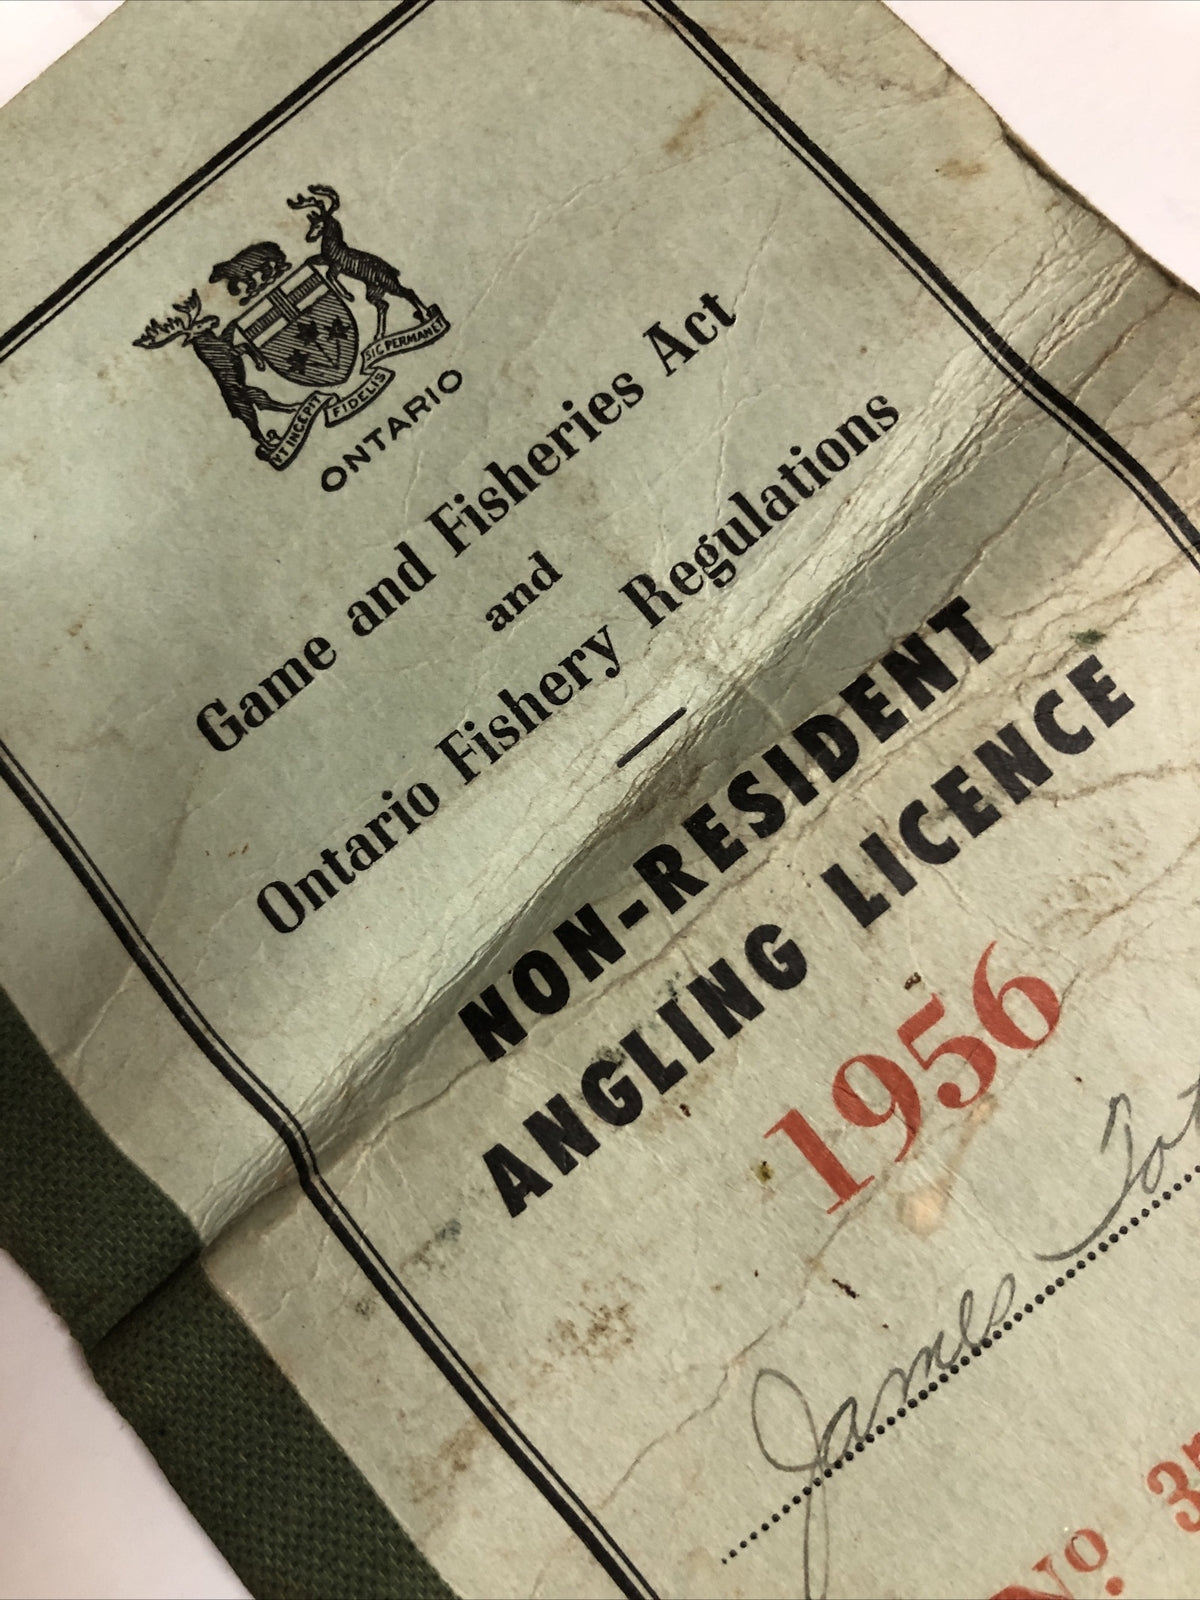 UT INCEPIT FIDELIS SIC PERMANET
ONTARIO
Game and Fisheries Act
and
Ontario Fishery Regulations
NON-RESIDENT
ANGLING LICENCE
1956
James
Nº